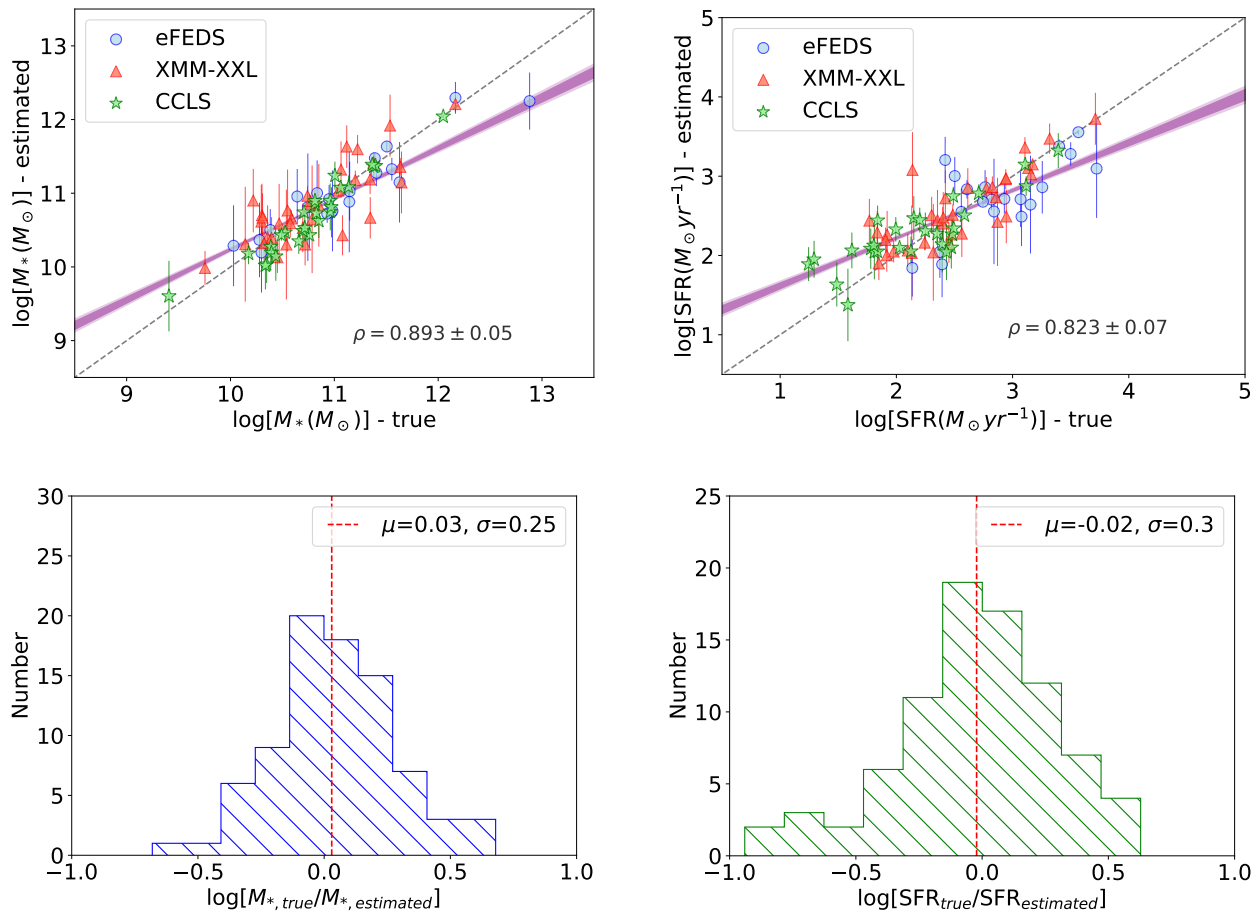 eFEDS
XMM-XXL
CCLS
ρ = 0.893 ± 0.05
13
12
11
10
9
log[M*(M⊙)] - estimated
9 10 11 12 13
log[M*(M⊙)] - true
eFEDS
XMM-XXL
CCLS
ρ = 0.823 ± 0.07
5
4
3
2
1
log[SFR(M⊙yr⁻¹)] - estimated
1 2 3 4 5
log[SFR(M⊙yr⁻¹)] - true
μ=0.03, σ=0.25
30
25
20
15
10
5
0
Number
−1.0 −0.5 0.0 0.5 1.0
log[M*,true/M*,estimated]
μ=-0.02, σ=0.3
25
20
15
10
5
0
Number
−1.0 −0.5 0.0 0.5 1.0
log[SFRtrue/SFRestimated]